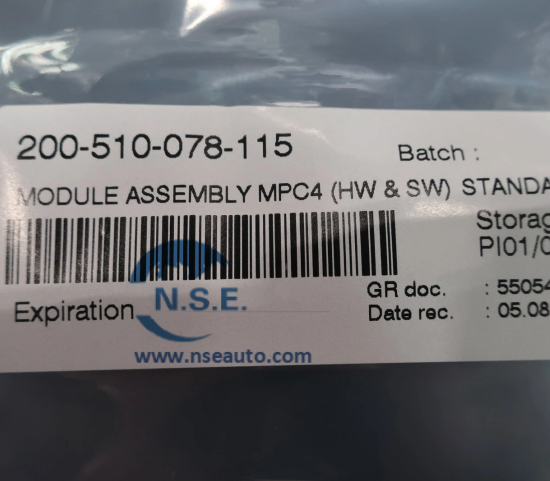 200-510-078-115 Batch :
MODULE ASSEMBLY MPC4 (HW & SW) STANDA
Storag
PI01/0
GR doc. : 55054
Expiration Date rec. : 05.08
N.S.E.
www.nseauto.com